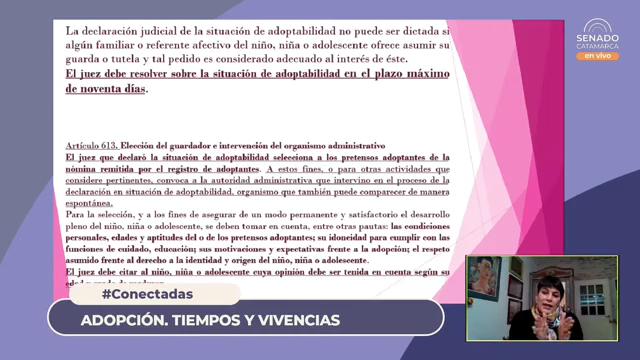 La declaración judicial de la situación de adoptabilidad no puede ser dictada si
algún familiar o referente afectivo del niño, niña o adolescente ofrece asumir su
guarda o tutela y tal pedido es considerado adecuado al interés de éste.
El juez debe resolver sobre la situación de adoptabilidad en el plazo máximo
de noventa días.
SENADO
CATAMARCA
en vivo
Artículo 613. Elección del guardador e intervención del organismo administrativo
El juez que declaró la situación de adoptabilidad selecciona a los pretensos adoptantes de la
nómina remitida por el registro de adoptantes. A estos fines, o para otras actividades que
considere pertinentes, convoca a la autoridad administrativa que intervino en el proceso de la
declaración en situación de adoptabilidad, organismo que también puede comparecer de manera
espontánea.
Para la selección, y a los fines de asegurar de un modo permanente y satisfactorio el desarrollo
pleno del niño, niña o adolescente, se deben tomar en cuenta, entre otras pautas: las condiciones
personales, edades y aptitudes del o de los pretensos adoptantes; su idoneidad para cumplir con las
funciones de cuidado, educación; sus motivaciones y expectativas frente a la adopción; el respeto
asumido frente al derecho a la identidad y origen del niño, niña o adolescente.
El juez debe citar al niño, niña o adolescente cuya opinión debe ser tenida en cuenta según su
#Conectadas
ADOPCIÓN. TIEMPOS Y VIVENCIAS